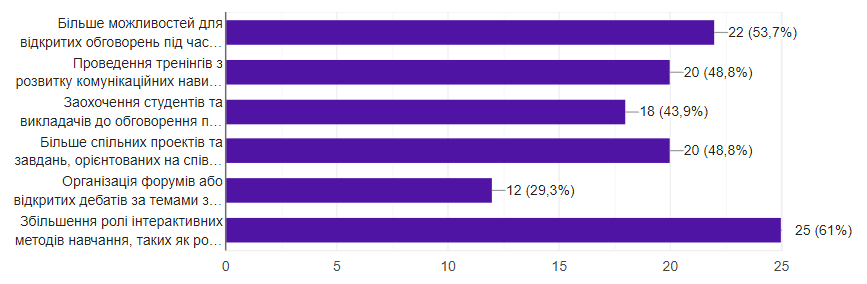 Більше можливостей для
відкритих обговорень під час…
22 (53,7%)
Проведення тренінгів з
розвитку комунікаційних нави…
20 (48,8%)
Заохочення студентів та
викладачів до обговорення п…
18 (43,9%)
Більше спільних проектів та
завдань, орієнтованих на спів…
20 (48,8%)
Організація форумів або
відкритих дебатів за темами з…
12 (29,3%)
Збільшення ролі інтерактивних
методів навчання, таких як ро…
25 (61%)
0 5 10 15 20 25